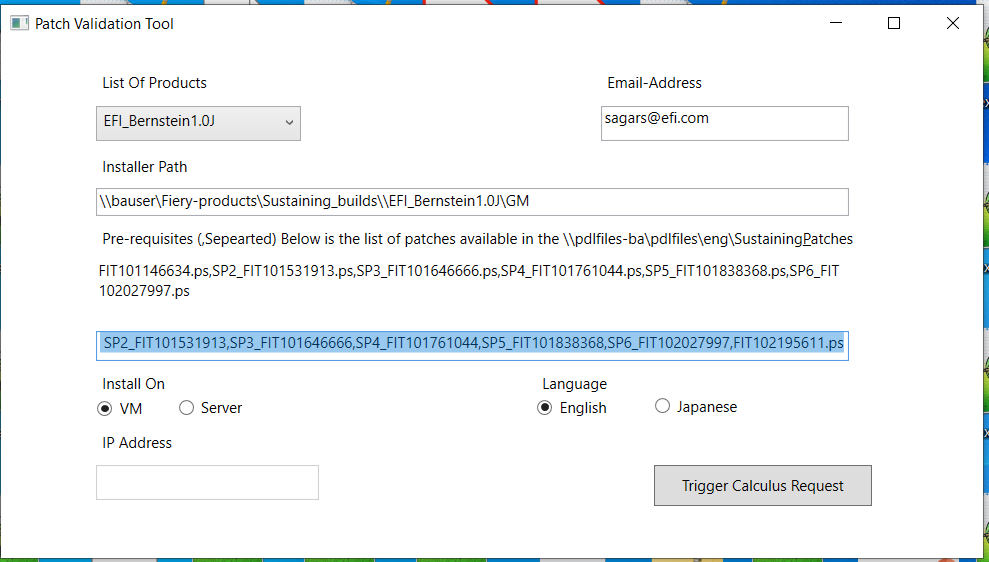 Patch Validation Tool
List Of Products
Email-Address
EFI_Bernstein1.0J
sagars@efi.com
Installer Path
\\bauser\Fiery-products\Sustaining_builds\\EFI_Bernstein1.0J\GM
Pre-requisites (,Sepearted) Below is the list of patches available in the \\pdlfiles-ba\pdlfiles\eng\SustainingPatches
FIT101146634.ps,SP2_FIT101531913.ps,SP3_FIT101646666.ps,SP4_FIT101761044.ps,SP5_FIT101838368.ps,SP6_FIT
102027997.ps
SP2_FIT101531913,SP3_FIT101646666,SP4_FIT101761044,SP5_FIT101838368,SP6_FIT102027997,FIT102195611.ps
Install On
Language
VM
Server
English
Japanese
IP Address
Trigger Calculus Request